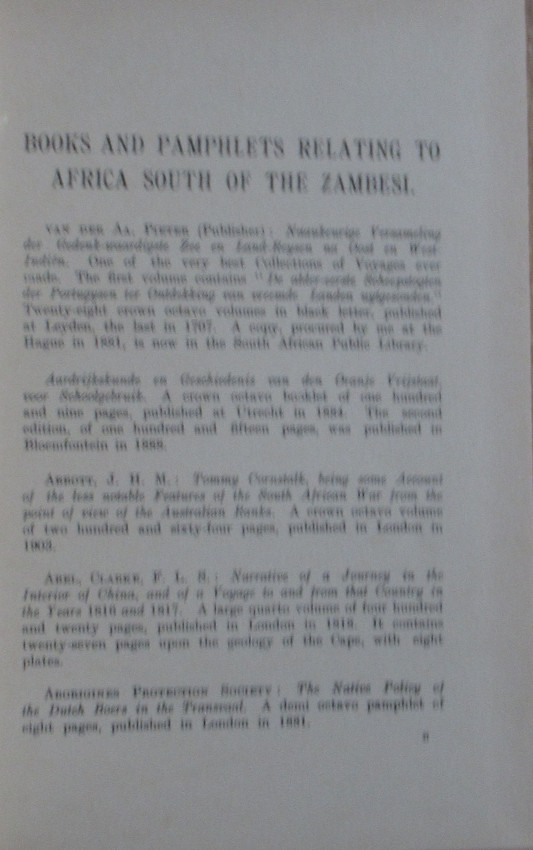 BOOKS AND PAMPHLETS RELATING TO
AFRICA SOUTH OF THE ZAMBESI.
VAN DER AA, PIETER (Publisher): Naaukeurige Versameling
der Gedenk-waardigste Zee en Land-Reysen na Oost en West-
Indiën. One of the very best Collections of Voyages ever
made. The first volume contains "De alder-eerste Scheepstogten
der Portugysen ter Ontdekking van vreemde Landen uytgesonden."
Twenty-eight crown octavo volumes in black letter, published
at Leyden, the last in 1707. A copy, procured by me at the
Hague in 1881, is now in the South African Public Library.
Aardrijkskunde en Geschiedenis van den Oranje Vrijstaat,
voor Schoolgebruik. A crown octavo booklet of one hundred
and nine pages, published at Utrecht in The second
edition, of one hundred and fifteen pages, was published in
Bloemfontein in
ABBOTT, J. H. M.: Tommy Cornstalk, being some Account
of the less notable Features of the South African War from the
point of view of the Australian Ranks. A crown octavo volume
of two hundred and sixty-four pages, published in London in
1902.
ABEL, CLARKE, F. L. S.: Narrative of a Journey in the
Interior of China, and of a Voyage to and from that Country in
the Years 1816 and 1817. A large quarto volume of four hundred
and twenty pages, published in London in 1818. It contains
twenty-seven pages upon the geology of the Cape, with eight
plates.
ABORIGINES PROTECTION SOCIETY: The Native Policy of
the Dutch Boers in the Transvaal. A demi octavo pamphlet of
eight pages, published in London in 1881.